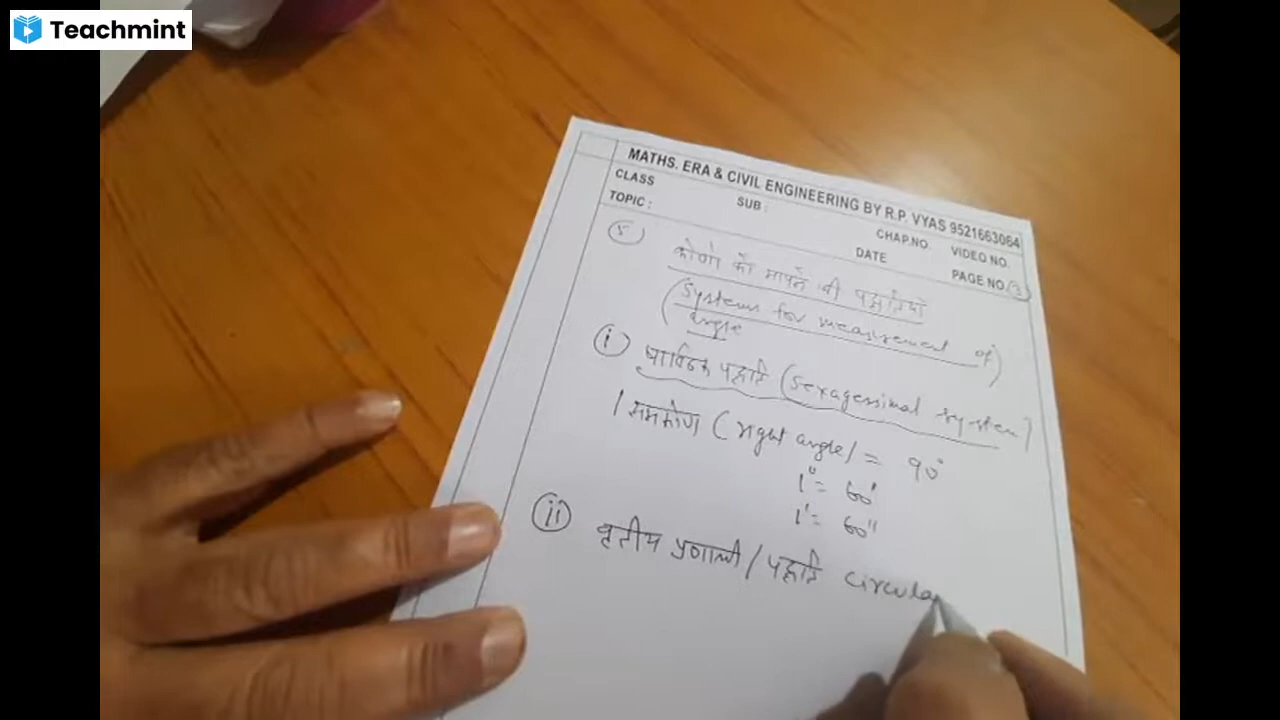 Teachmint
MATHS. ERA & CIVIL ENGINEERING BY R.P. VYAS 9521663064
CLASS
SUB :
CHAP.NO.
VIDEO NO.
TOPIC :
DATE
PAGE NO. 3
5
कोणो को मापने की पद्धतियाँ
(Systems for measurement of
angle)
i षाष्टिक पद्धति (Sexagessimal system)
1 समकोण (right angle) = 90°
1° = 60'
1' = 60"
ii वृतीय प्रणाली / पद्धति circula